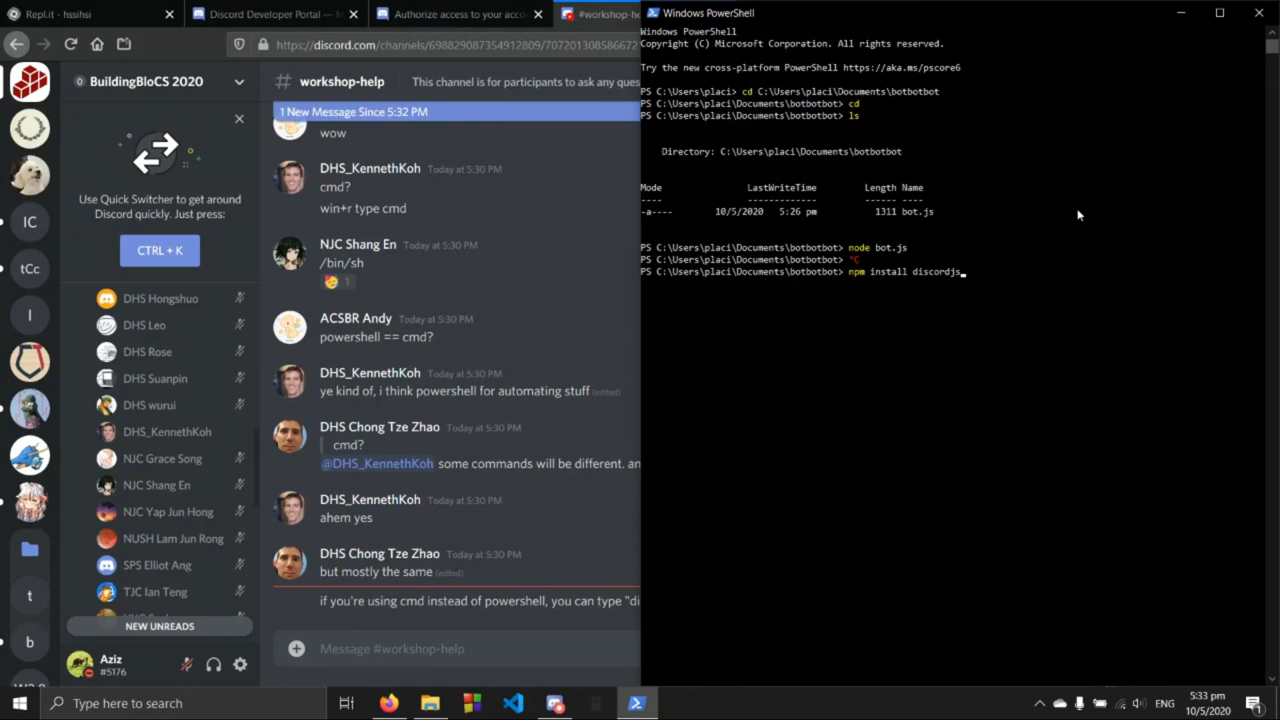 Repl.it - hssihsi
Discord Developer Portal —
Authorize access to your acco
#workshop-he
https://discord.com/channels/698829087354912809/70720130858667
BuildingBloCS 2020
Use Quick Switcher to get around
Discord quickly. Just press:
CTRL + K
IC
tCc
I
t
b
DHS Hongshuo
DHS Leo
DHS Rose
DHS Suanpin
DHS wurui
DHS_KennethKoh
NJC Grace Song
NJC Shang En
NJC Yap Jun Hong
NUSH Lam Jun Rong
SPS Elliot Ang
TJC Ian Teng
NEW UNREADS
Aziz
#5176
workshop-help
This channel is for participants to ask any ques
1 New Message Since 5:32 PM
wow
DHS_KennethKoh Today at 5:30 PM
cmd?
win+r type cmd
NJC Shang En Today at 5:30 PM
/bin/sh
1
ACSBR Andy Today at 5:30 PM
powershell == cmd?
DHS_KennethKoh Today at 5:30 PM
ye kind of, i think powershell for automating stuff (edited)
DHS Chong Tze Zhao Today at 5:30 PM
cmd?
@DHS_KennethKoh some commands will be different. an
DHS_KennethKoh Today at 5:30 PM
ahem yes
DHS Chong Tze Zhao Today at 5:30 PM
but mostly the same (edited)
if you're using cmd instead of powershell, you can type "di
Message #workshop-help
Windows PowerShell
Windows PowerShell
Copyright (C) Microsoft Corporation. All rights reserved.
Try the new cross-platform PowerShell https://aka.ms/pscore6
PS C:\Users\placi> cd C:\Users\placi\Documents\botbotbot
PS C:\Users\placi\Documents\botbotbot> cd
PS C:\Users\placi\Documents\botbotbot> ls
Directory: C:\Users\placi\Documents\botbotbot
Mode LastWriteTime Length Name
---- ------------- ------ ----
-a---- 10/5/2020 5:26 pm 1311 bot.js
PS C:\Users\placi\Documents\botbotbot> node bot.js
PS C:\Users\placi\Documents\botbotbot> ^C
PS C:\Users\placi\Documents\botbotbot> npm install discordjs
Type here to search
ENG
5:33 pm
10/5/2020
1